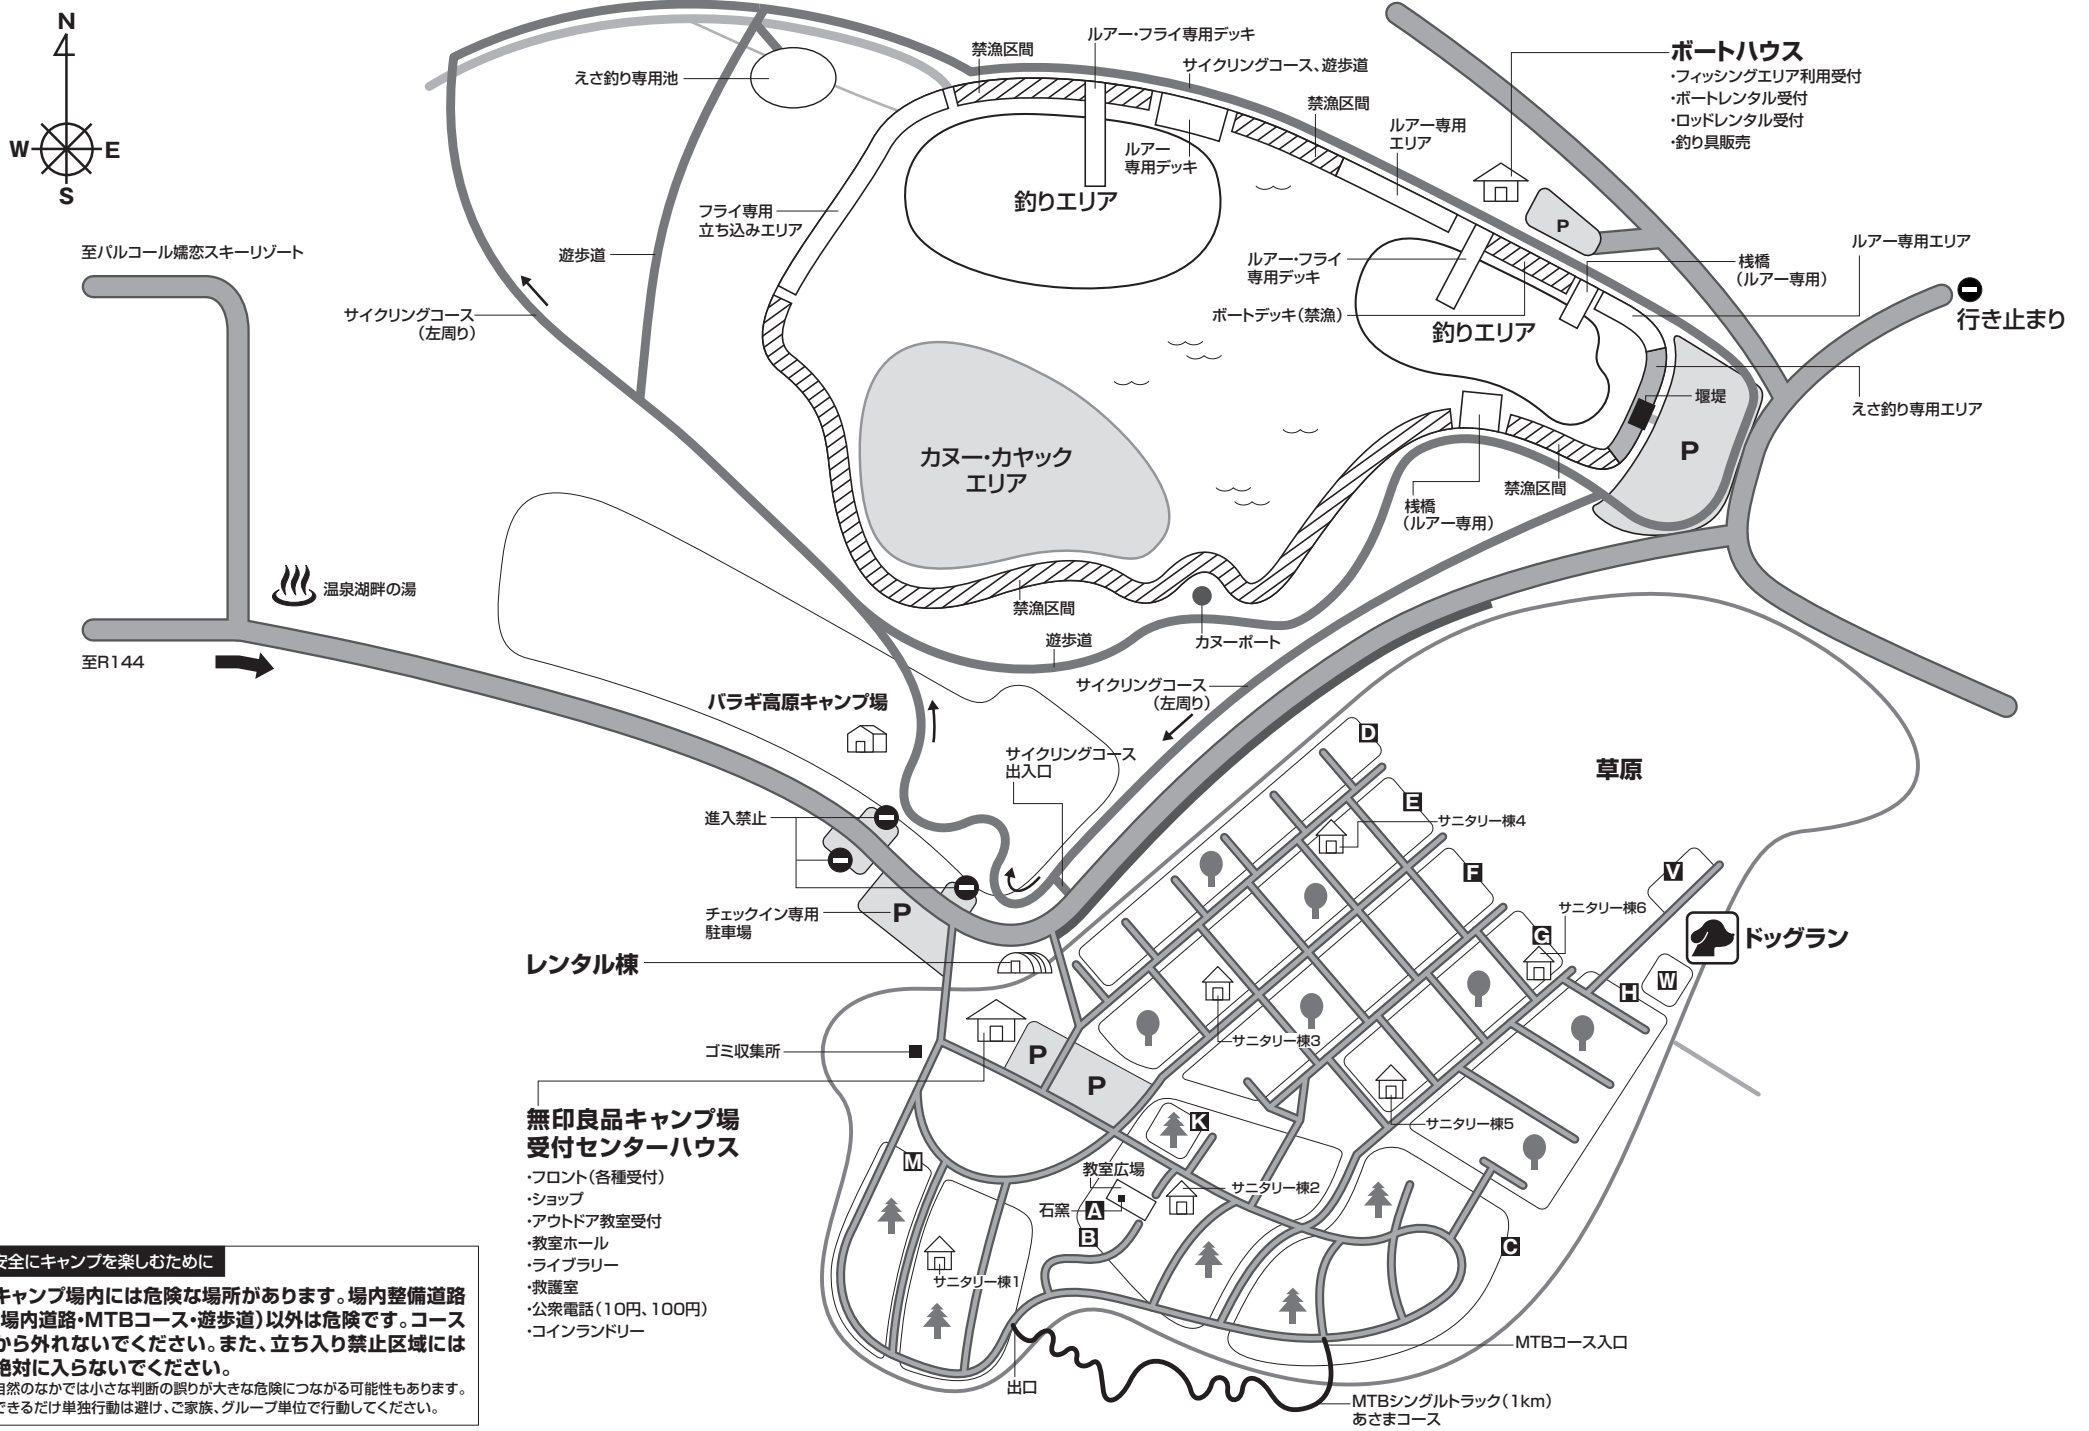 N
W
E
S
至パルコール嬬恋スキーリゾート
至R144
温泉湖畔の湯
えさ釣り専用池
禁漁区間
ルアー・フライ専用デッキ
サイクリングコース、遊歩道
禁漁区間
ルアー専用
エリア
ルアー
専用デッキ
釣りエリア
フライ専用
立ち込みエリア
遊歩道
サイクリングコース
(左周り)
ボートハウス
・フィッシングエリア利用受付
・ボートレンタル受付
・ロッドレンタル受付
・釣り具販売
P
ルアー・フライ
専用デッキ
ボートデッキ(禁漁)
釣りエリア
桟橋
(ルアー専用)
ルアー専用エリア
行き止まり
堰堤
えさ釣り専用エリア
P
カヌー・カヤック
エリア
桟橋
(ルアー専用)
禁漁区間
禁漁区間
カヌーポート
遊歩道
サイクリングコース
(左周り)
バラギ高原キャンプ場
サイクリングコース
出入口
進入禁止
チェックイン専用
駐車場
P
レンタル棟
ゴミ収集所
P
P
無印良品キャンプ場
受付センターハウス
・フロント(各種受付)
・ショップ
・アウトドア教室受付
・教室ホール
・ライブラリー
・救護室
・公衆電話(10円、100円)
・コインランドリー
草原
D
E
サニタリー棟4
F
V
サニタリー棟6
G
ドッグラン
W
H
サニタリー棟3
サニタリー棟5
K
教室広場
サニタリー棟2
石窯
A
B
C
M
サニタリー棟1
出口
MTBコース入口
MTBシングルトラック(1km)
あさまコース
安全にキャンプを楽しむために
キャンプ場内には危険な場所があります。場内整備道路
場内道路・MTBコース・遊歩道)以外は危険です。コース
から外れないでください。また、立ち入り禁止区域には
絶対に入らないでください。
自然のなかでは小さな判断の誤りが大きな危険につながる可能性もあります。
できるだけ単独行動は避け、ご家族、グループ単位で行動してください。